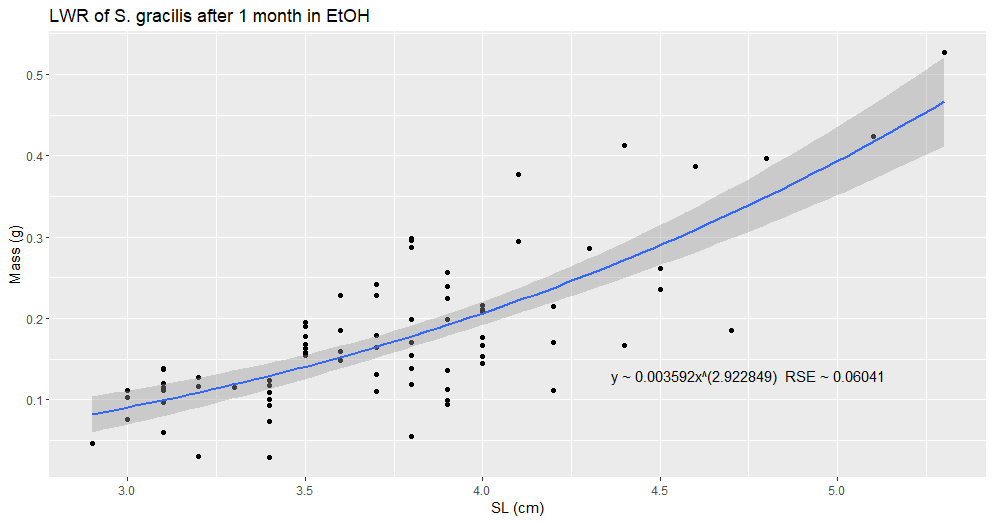 LWR of S. gracilis after 1 month in EtOH
0.5
0.4
0.3
0.2
0.1
Mass (g)
y ~ 0.003592x^(2.922849)  RSE ~ 0.06041
3.0 3.5 4.0 4.5 5.0
SL (cm)